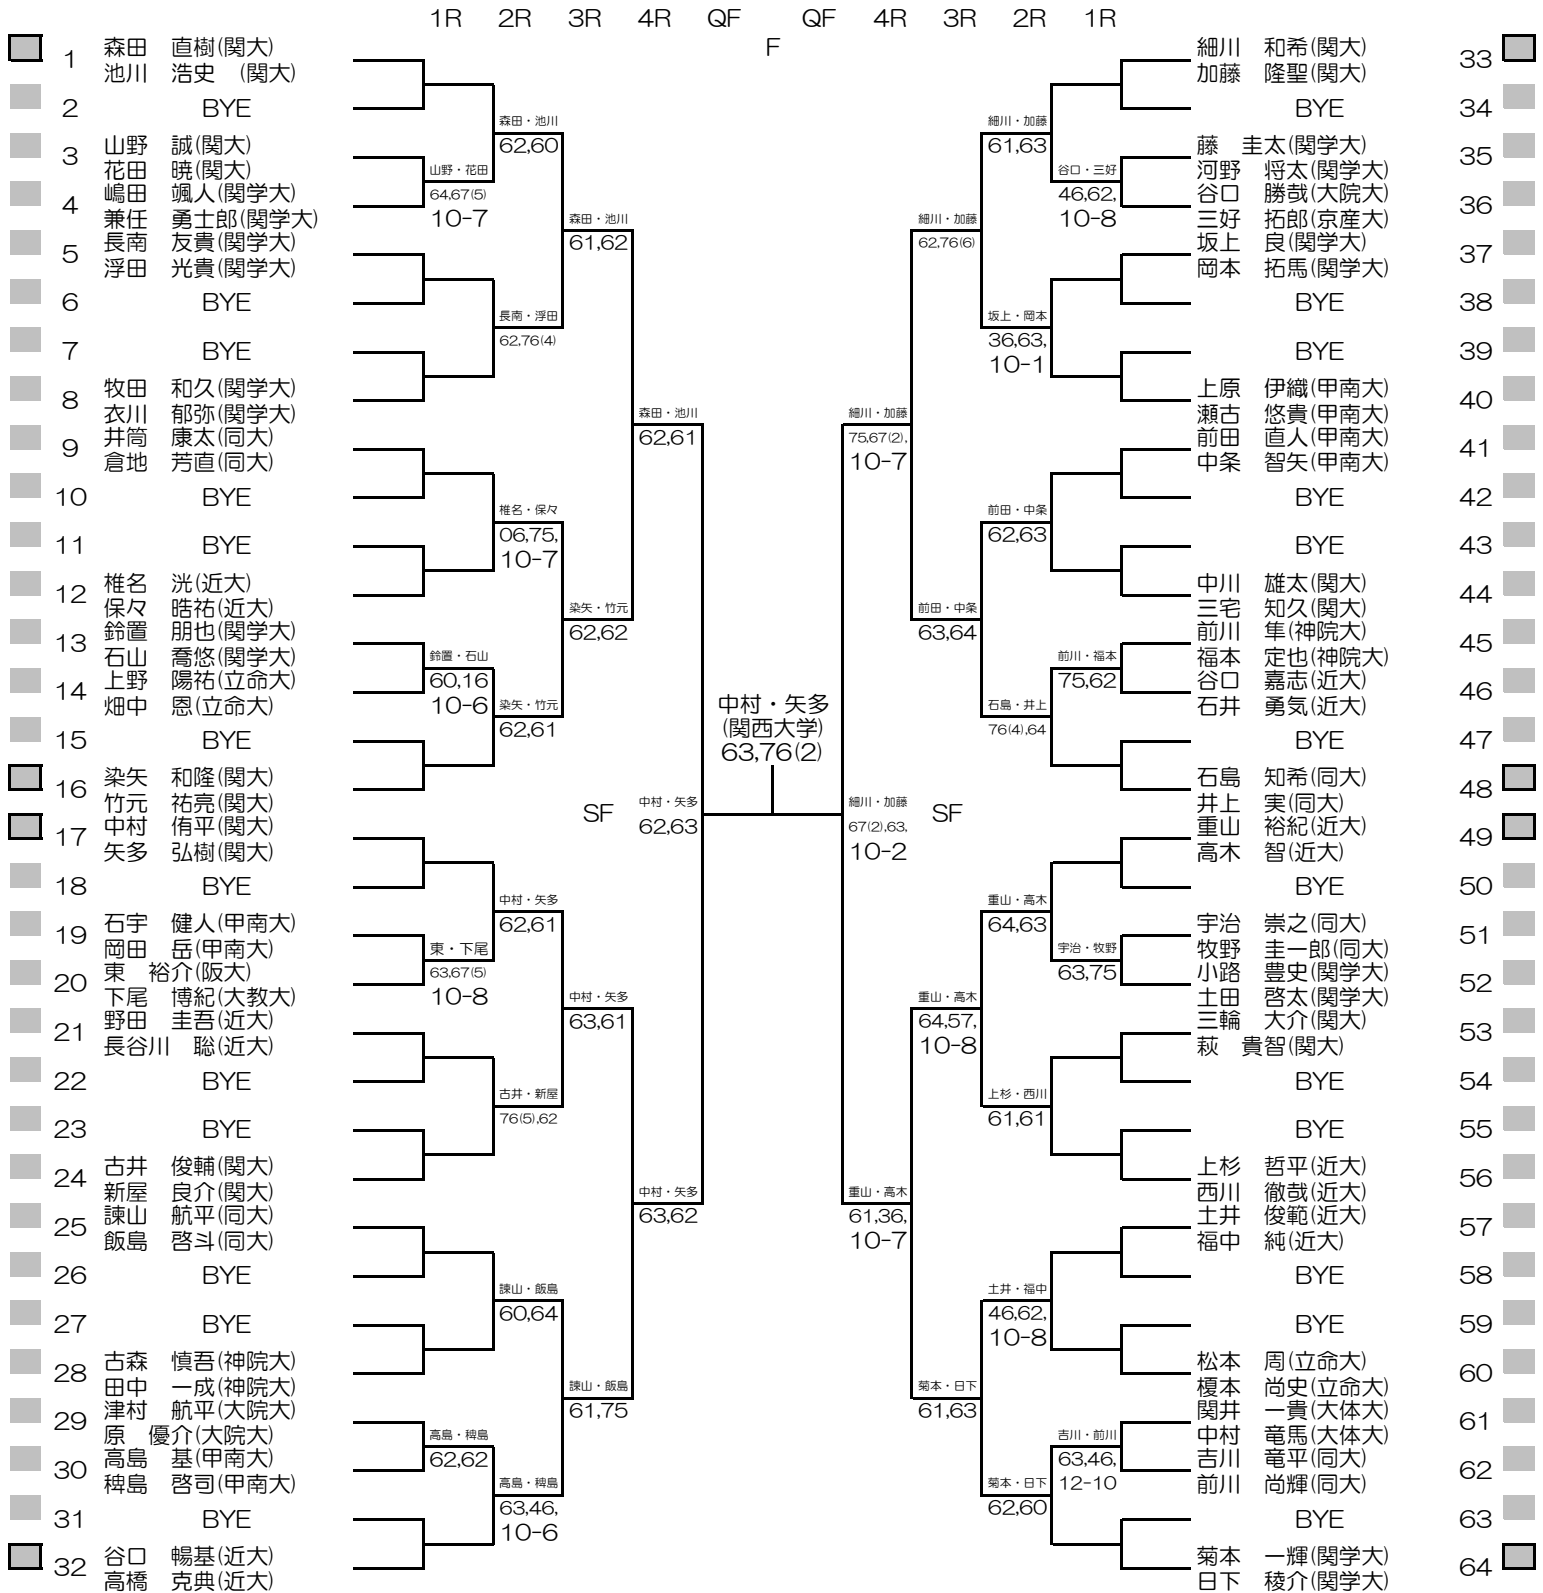 1R 2R 3R 4R QF QF 4R 3R 2R 1R
F
1 森田 直樹(関大)
池川 浩史 (関大)
2 BYE
3 山野 誠(関大)
花田 暁(関大)
4 嶋田 颯人(関学大)
兼任 勇士郎(関学大)
5 長南 友貴(関学大)
浮田 光貴(関学大)
6 BYE
7 BYE
8 牧田 和久(関学大)
衣川 郁弥(関学大)
9 井筒 康太(同大)
倉地 芳直(同大)
10 BYE
11 BYE
12 椎名 洸(近大)
保々 晧祐(近大)
13 鈴置 朋也(関学大)
石山 喬悠(関学大)
14 上野 陽祐(立命大)
畑中 恩(立命大)
15 BYE
16 染矢 和隆(関大)
竹元 祐亮(関大)
17 中村 侑平(関大)
矢多 弘樹(関大)
18 BYE
19 石宇 健人(甲南大)
岡田 岳(甲南大)
20 東 裕介(阪大)
下尾 博紀(大教大)
21 野田 圭吾(近大)
長谷川 聡(近大)
22 BYE
23 BYE
24 古井 俊輔(関大)
新屋 良介(関大)
25 諫山 航平(同大)
飯島 啓斗(同大)
26 BYE
27 BYE
28 古森 慎吾(神院大)
田中 一成(神院大)
29 津村 航平(大院大)
原 優介(大院大)
30 高島 基(甲南大)
稗島 啓司(甲南大)
31 BYE
32 谷口 暢基(近大)
高橋 克典(近大)
山野・花田
64,67(5)
10-7
鈴置・石山
60,16
10-6
東・下尾
63,67(5)
10-8
高島・稗島
62,62
森田・池川
62,60
長南・浮田
62,76(4)
椎名・保々
06,75,
10-7
染矢・竹元
62,61
中村・矢多
62,61
古井・新屋
76(5),62
諫山・飯島
60,64
高島・稗島
63,46,
10-6
森田・池川
61,62
染矢・竹元
62,62
中村・矢多
63,61
諫山・飯島
61,75
森田・池川
62,61
中村・矢多
63,62
SF
中村・矢多
62,63
中村・矢多
(関西大学)
63,76(2)
細川・加藤
67(2),63,
10-2
SF
細川・加藤
75,67(2),
10-7
重山・高木
61,36,
10-7
細川・加藤
62,76(6)
前田・中条
63,64
重山・高木
64,57,
10-8
菊本・日下
61,63
細川・加藤
61,63
坂上・岡本
36,63,
10-1
前田・中条
62,63
石島・井上
76(4),64
重山・高木
64,63
上杉・西川
61,61
土井・福中
46,62,
10-8
菊本・日下
62,60
谷口・三好
46,62,
10-8
前川・福本
75,62
宇治・牧野
63,75
吉川・前川
63,46,
12-10
細川 和希(関大) 33
加藤 隆聖(関大)
BYE 34
藤 圭太(関学大) 35
河野 将太(関学大)
谷口 勝哉(大院大) 36
三好 拓郎(京産大)
坂上 良(関学大) 37
岡本 拓馬(関学大)
BYE 38
BYE 39
上原 伊織(甲南大) 40
瀬古 悠貴(甲南大)
前田 直人(甲南大) 41
中条 智矢(甲南大)
BYE 42
BYE 43
中川 雄太(関大) 44
三宅 知久(関大)
前川 隼(神院大) 45
福本 定也(神院大)
谷口 嘉志(近大) 46
石井 勇気(近大)
BYE 47
石島 知希(同大) 48
井上 実(同大)
重山 裕紀(近大) 49
高木 智(近大)
BYE 50
宇治 崇之(同大) 51
牧野 圭一郎(同大)
小路 豊史(関学大) 52
土田 啓太(関学大)
三輪 大介(関大) 53
萩 貴智(関大)
BYE 54
BYE 55
上杉 哲平(近大) 56
西川 徹哉(近大)
土井 俊範(近大) 57
福中 純(近大)
BYE 58
BYE 59
松本 周(立命大) 60
榎本 尚史(立命大)
関井 一貴(大体大) 61
中村 竜馬(大体大)
吉川 竜平(同大) 62
前川 尚輝(同大)
BYE 63
菊本 一輝(関学大) 64
日下 稜介(関学大)